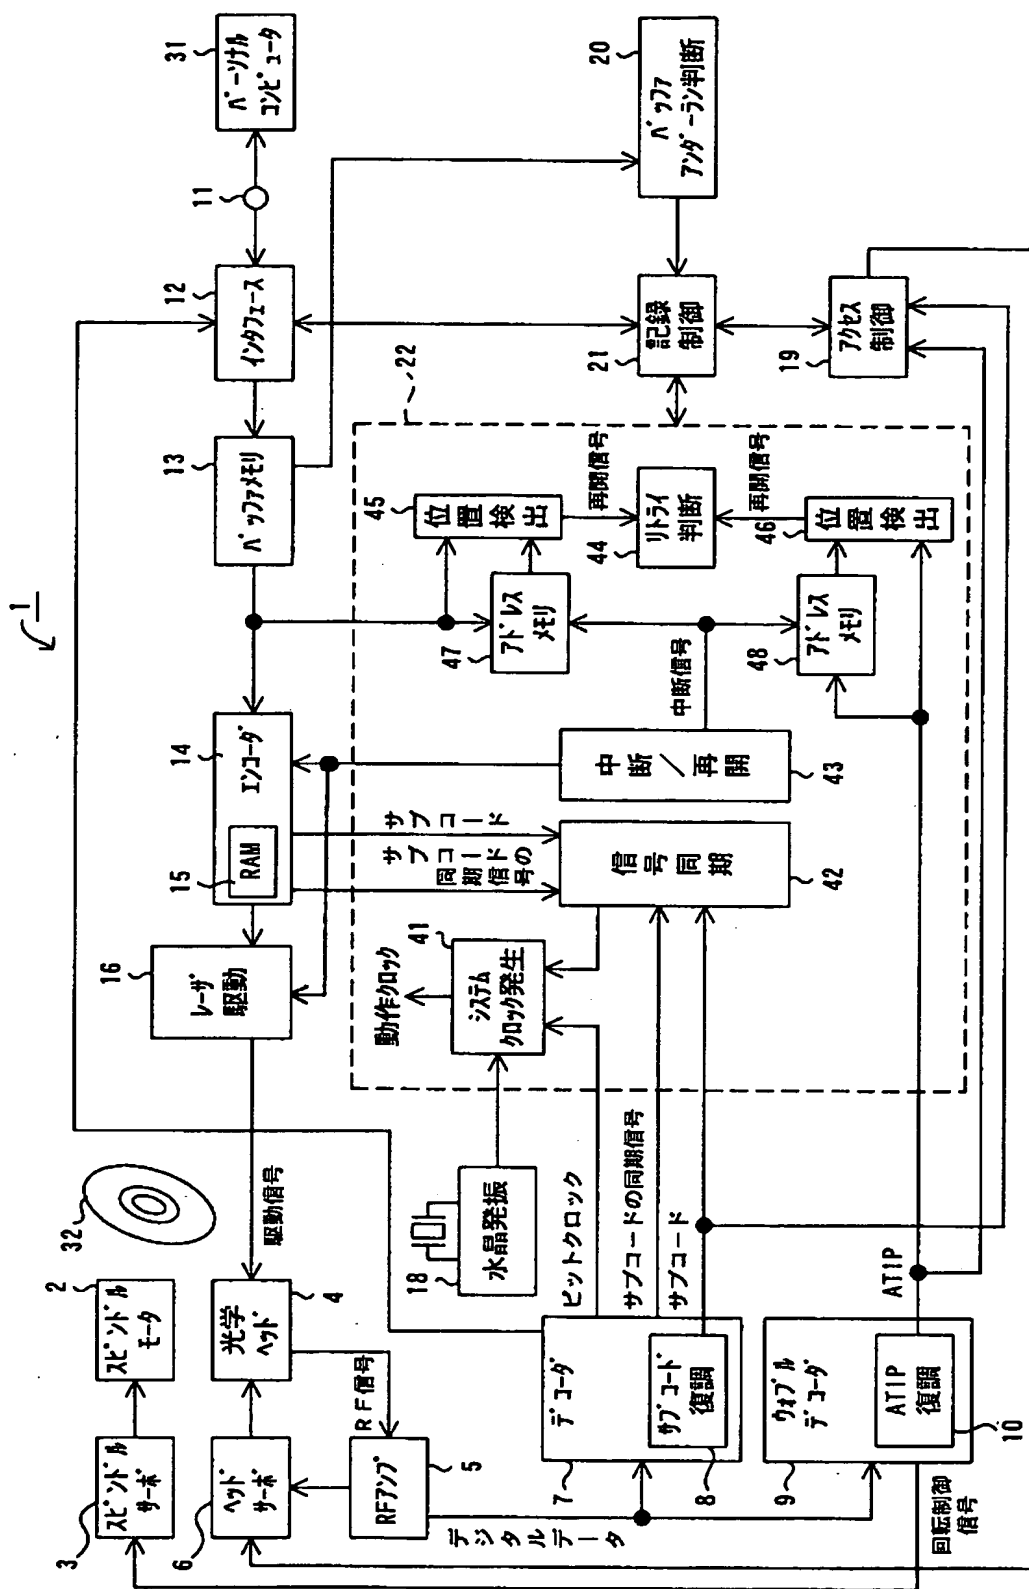 1
32
2
スピンドル
モータ
3
スピンドル
サーボ
4
光学
ヘッド
6
ヘッド
サーボ
5
RFアンプ
RF信号
駆動信号
16
レーザ
駆動
14
エンコーダ
15
RAM
13
バッファメモリ
12
インタフェース
11
31
パーソナル
コンピュータ
デジタルデータ
7
デコーダ
8
サブコード
復調
9
ウォブル
デコーダ
ATIP
復調
10
回転制御
信号
18
水晶発振
ビットクロック
サブコードの同期信号
サブコード
ATIP
動作クロック
41
システム
クロック発生
サブコード
サブコードの
同期信号
信号同期
42
中断/再開
43
中断信号
47
アドレス
メモリ
48
アドレス
メモリ
45
位置検出
再開信号
44
リトライ
判断
再開信号
46
位置検出
22
21
記録
制御
20
バッファ
アンダーラン判断
19
アクセス
制御